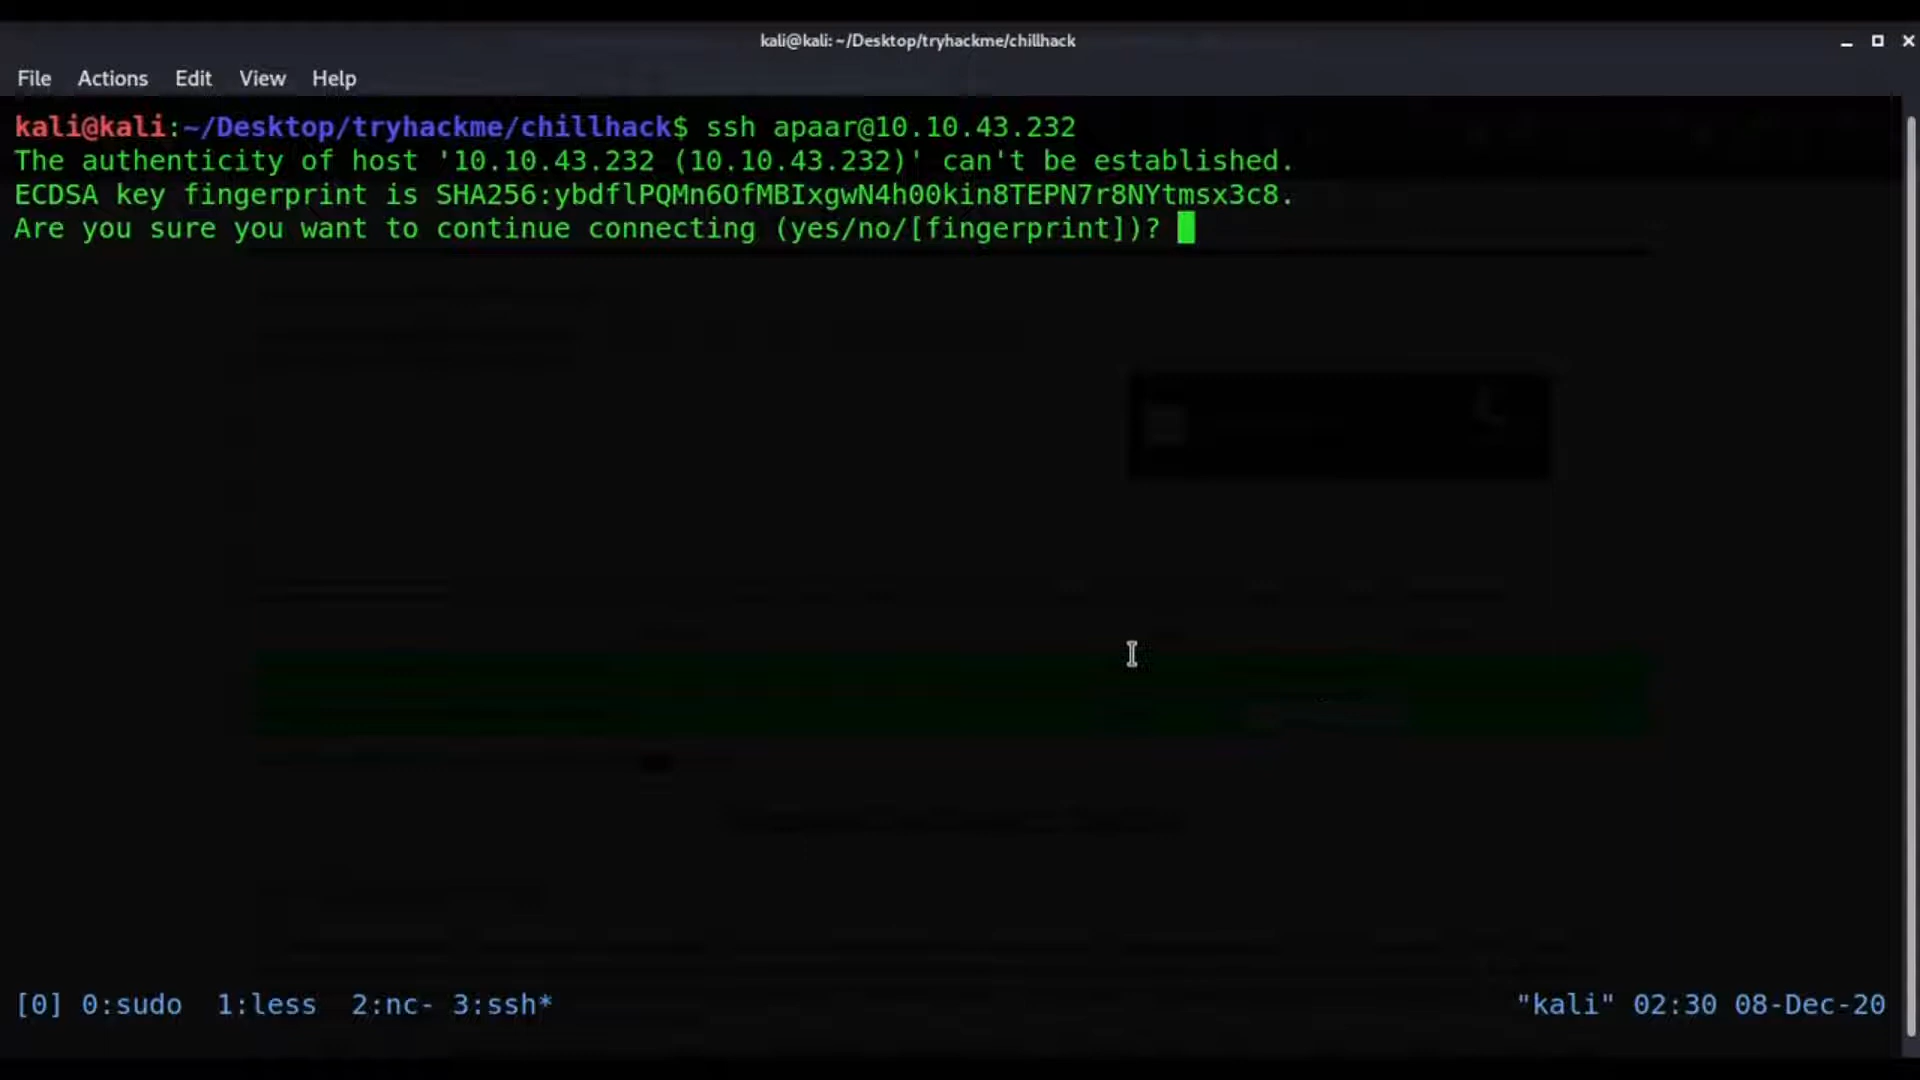 kali@kali: ~/Desktop/tryhackme/chillhack
File Actions Edit View Help
kali@kali:~/Desktop/tryhackme/chillhack$ ssh apaar@10.10.43.232
The authenticity of host '10.10.43.232 (10.10.43.232)' can't be established.
ECDSA key fingerprint is SHA256:ybdflPQMn6OfMBIxgwN4h00kin8TEPN7r8NYtmsx3c8.
Are you sure you want to continue connecting (yes/no/[fingerprint])?
[0] 0:sudo 1:less 2:nc- 3:ssh* "kali" 02:30 08-Dec-20